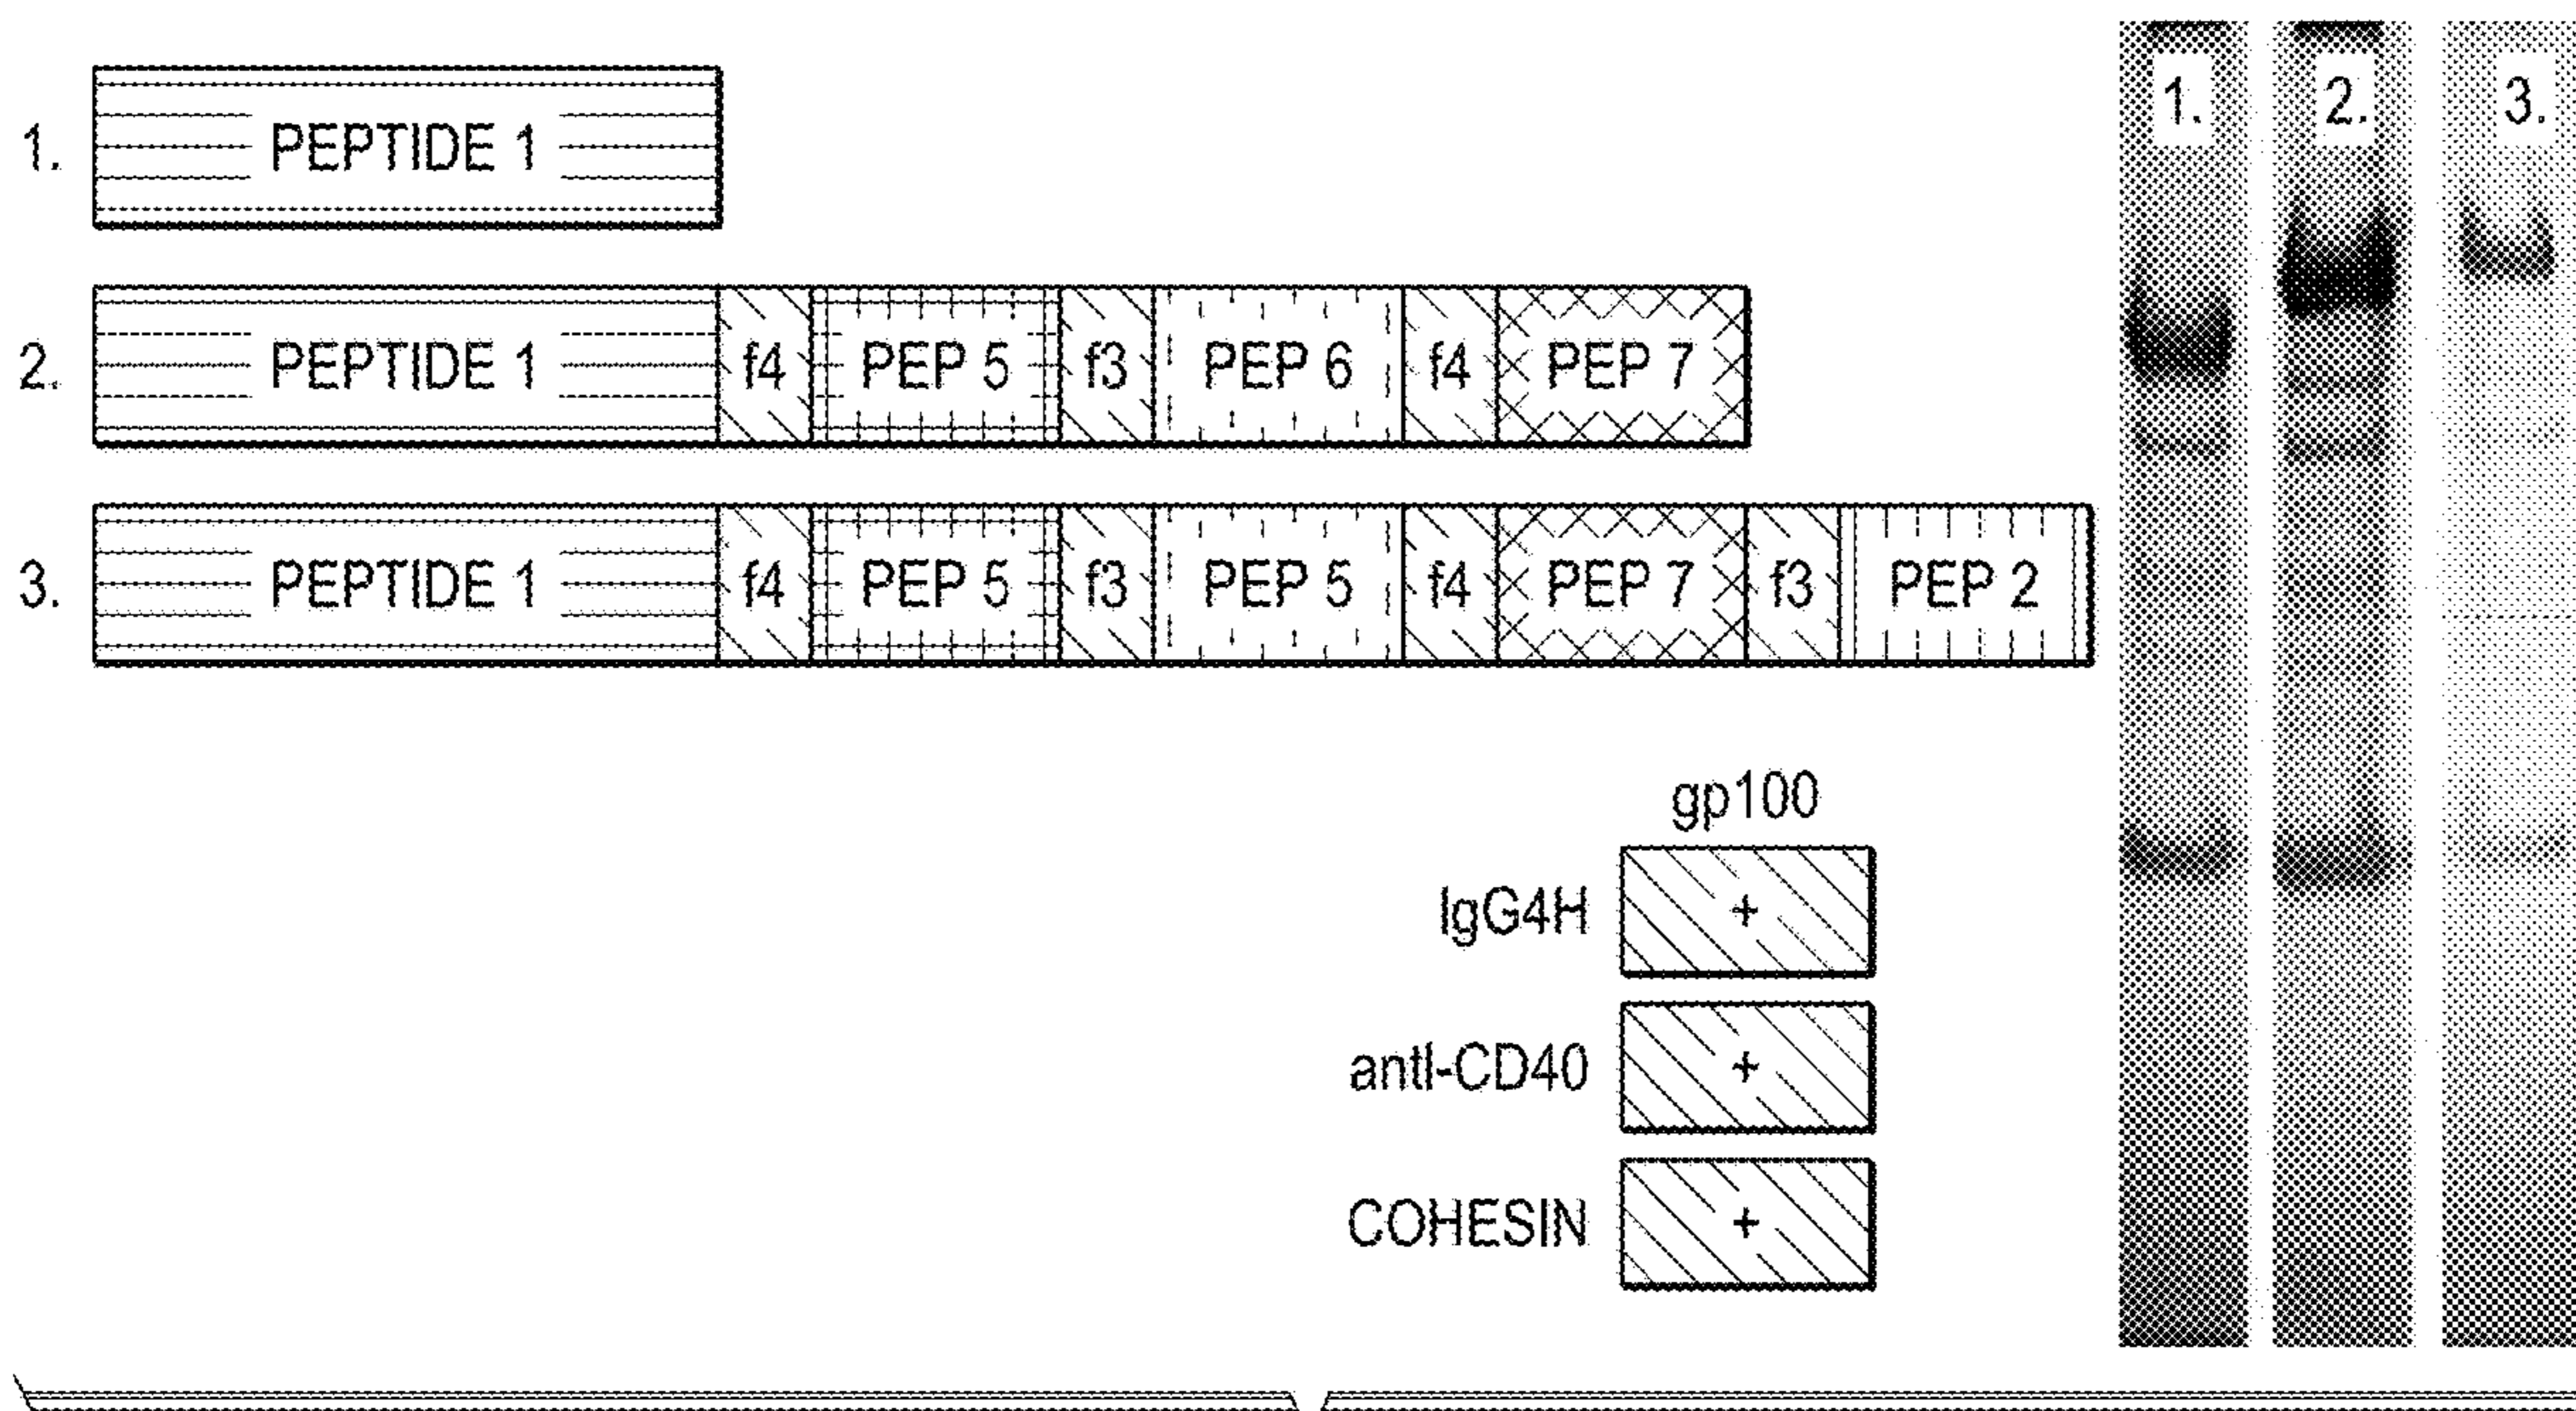 1. PEPTIDE 1
2. PEPTIDE 1 f4 PEP 5 f3 PEP 6 f4 PEP 7
3. PEPTIDE 1 f4 PEP 5 f3 PEP 5 f4 PEP 7 f3 PEP 2
1. 2. 3.
gp100
IgG4H +
antI-CD40 +
COHESIN +